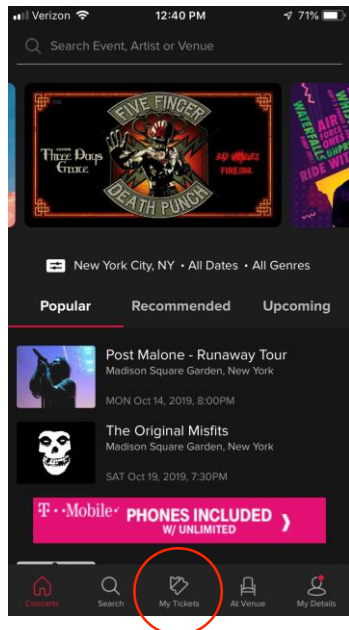 Verizon
12:40 PM
71%
Search Event, Artist or Venue
FIVE FINGER
DEATH PUNCH
Three Days
Grace
BAD WOLVES
FIRE FROM THE GODS
WATERFALLS
RIDE WIT
New York City, NY • All Dates • All Genres
Popular
Recommended
Upcoming
Post Malone - Runaway Tour
Madison Square Garden, New York
MON Oct 14, 2019, 8:00PM
The Original Misfits
Madison Square Garden, New York
SAT Oct 19, 2019, 7:30PM
T··Mobile·
PHONES INCLUDED
W/ UNLIMITED
Concerts
Search
My Tickets
At Venue
My Details